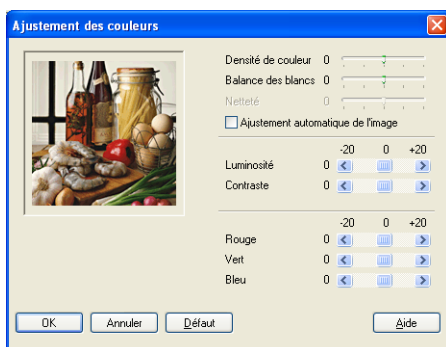 Ajustement des couleurs
Densité de couleur 0
Balance des blancs 0
Netteté 0
Ajustement automatique de l'image
-20 0 +20
Luminosité 0
Contraste 0
-20 0 +20
Rouge 0
Vert 0
Bleu 0
OK Annuler Défaut Aide